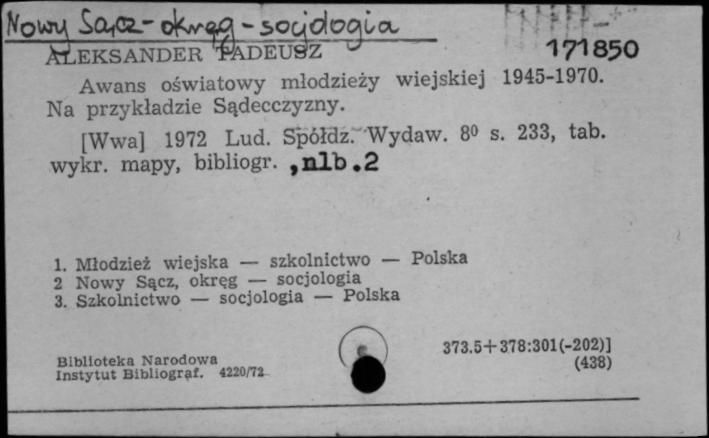 Nowy Sącz - okręg - socjologia
ALEKSANDER TADEUSZ 171850
Awans oświatowy młodzieży wiejskiej 1945-1970.
Na przykładzie Sądecczyzny.
[Wwa] 1972 Lud. Spółdz. Wydaw. 8⁰ s. 233, tab.
wykr. mapy, bibliogr. ,nlb.2
1. Młodzież wiejska — szkolnictwo — Polska
2 Nowy Sącz, okręg — socjologia
3. Szkolnictwo — socjologia — Polska
373.5+378:301(-202)]
(438)
Biblioteka Narodowa
Instytut Bibliograf. 4220/72